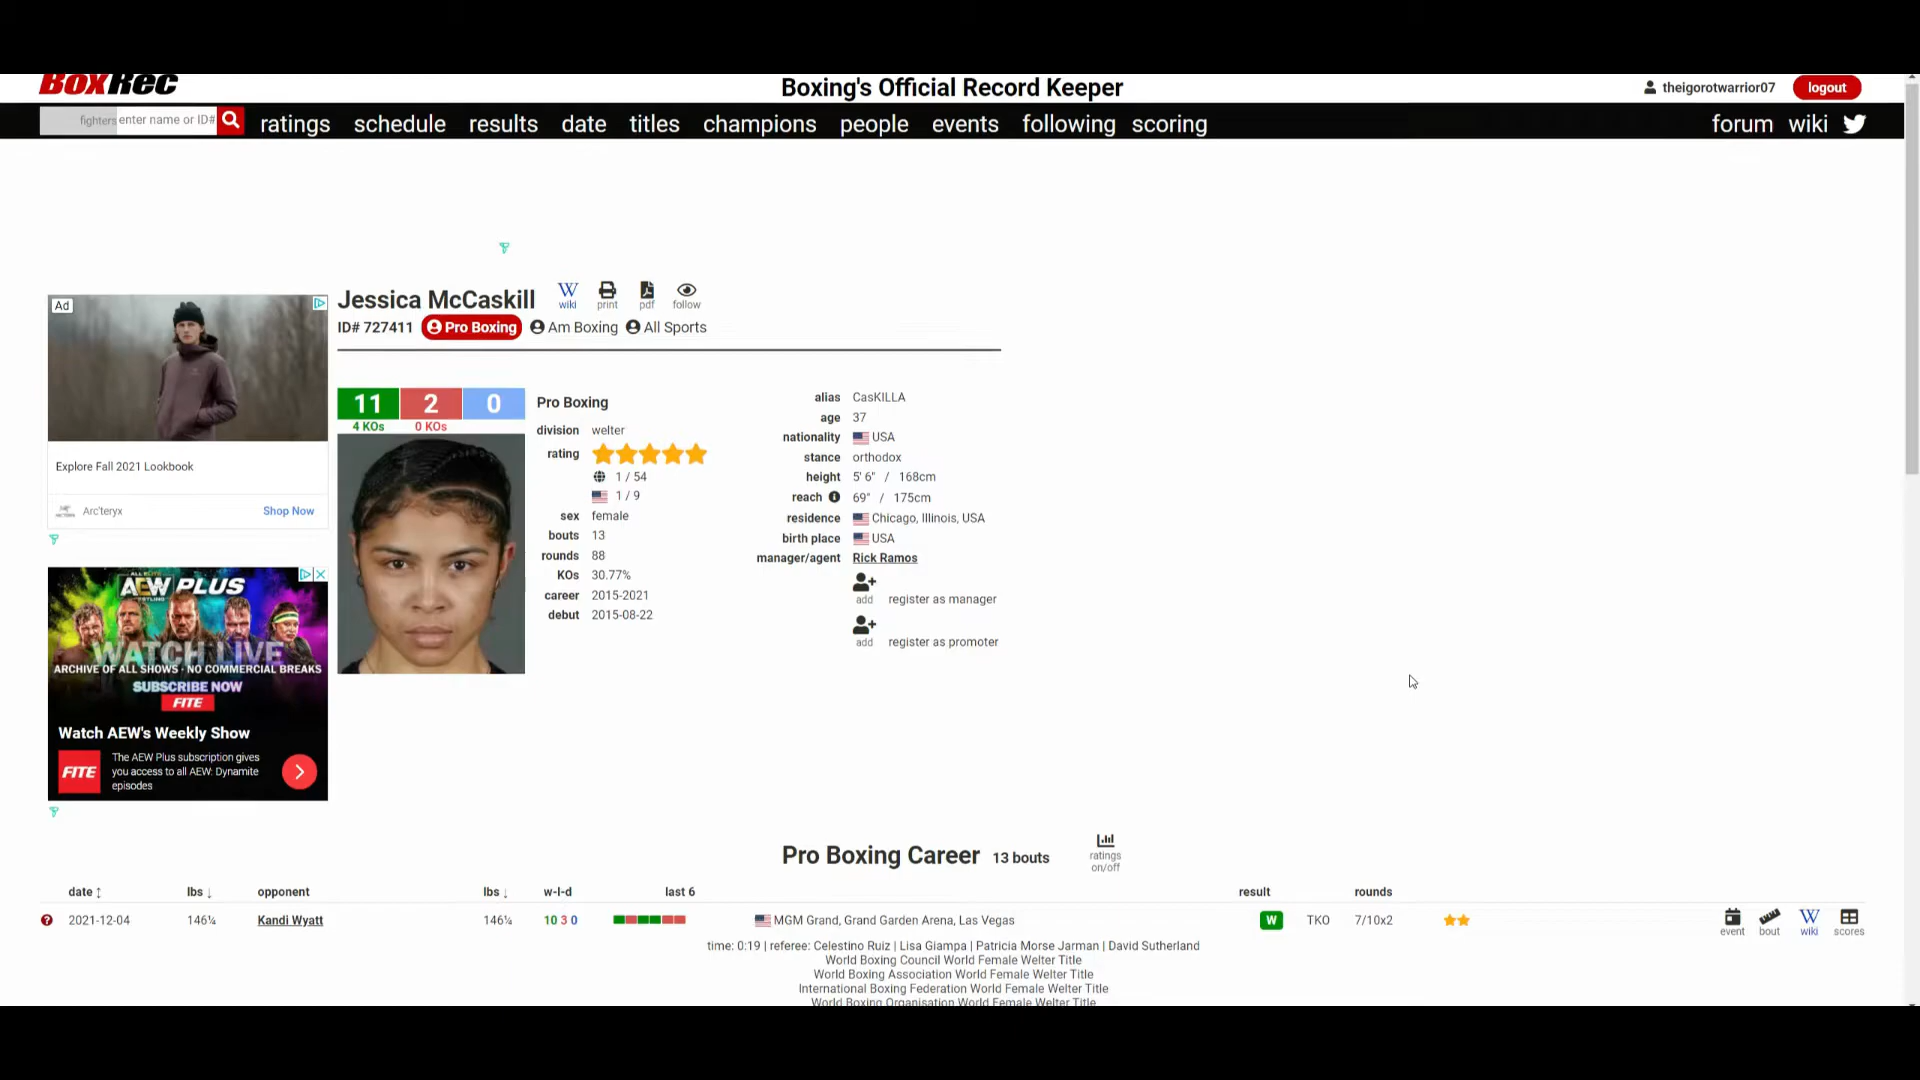 BoxRec
Boxing's Official Record Keeper
theigorotwarrior07
logout
fighters enter name or ID#
ratings schedule results date titles champions people events following scoring
forum wiki
Jessica McCaskill
wiki print pdf follow
ID# 727411 Pro Boxing Am Boxing All Sports
Ad
Explore Fall 2021 Lookbook
Arc'teryx Shop Now
ALL ELITE
AEW PLUS
WATCH LIVE
ARCHIVE OF ALL SHOWS · NO COMMERCIAL BREAKS
SUBSCRIBE NOW
FITE
Watch AEW's Weekly Show
FITE
The AEW Plus subscription gives
you access to all AEW: Dynamite
episodes
11 2 0
4 KOs 0 KOs
Pro Boxing
division welter
rating
1 / 54
1 / 9
sex female
bouts 13
rounds 88
KOs 30.77%
career 2015-2021
debut 2015-08-22
alias CasKILLA
age 37
nationality USA
stance orthodox
height 5' 6" / 168cm
reach 69" / 175cm
residence Chicago, Illinois, USA
birth place USA
manager/agent Rick Ramos
add register as manager
add register as promoter
Pro Boxing Career 13 bouts
ratings
on/off
date lbs opponent lbs w-l-d last 6 result rounds
2021-12-04 146¼ Kandi Wyatt 146¼ 10 3 0 MGM Grand, Grand Garden Arena, Las Vegas W TKO 7/10x2
event bout wiki scores
time: 0:19 | referee: Celestino Ruiz | Lisa Giampa | Patricia Morse Jarman | David Sutherland
World Boxing Council World Female Welter Title
World Boxing Association World Female Welter Title
International Boxing Federation World Female Welter Title
World Boxing Organisation World Female Welter Title